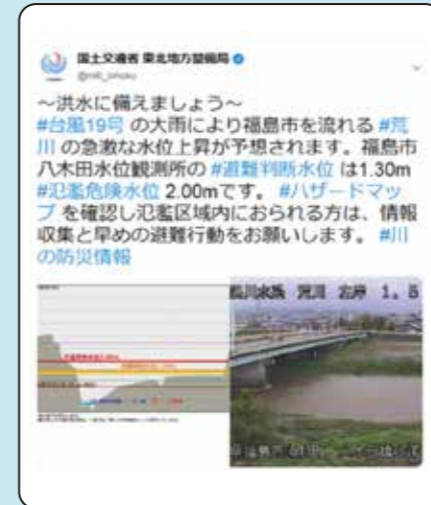 国土交通省 東北地方整備局
@mlit_tohoku
～洪水に備えましょう～
#台風19号 の大雨により福島市を流れる #荒
川 の急激な水位上昇が予想されます。福島市
八木田水位観測所の #避難判断水位 は1.30m
#氾濫危険水位 2.00mです。 #ハザードマッ
プ を確認し氾濫区域内におられる方は、情報
収集と早めの避難行動をお願いします。 #川
の防災情報
荒川 左岸 1.